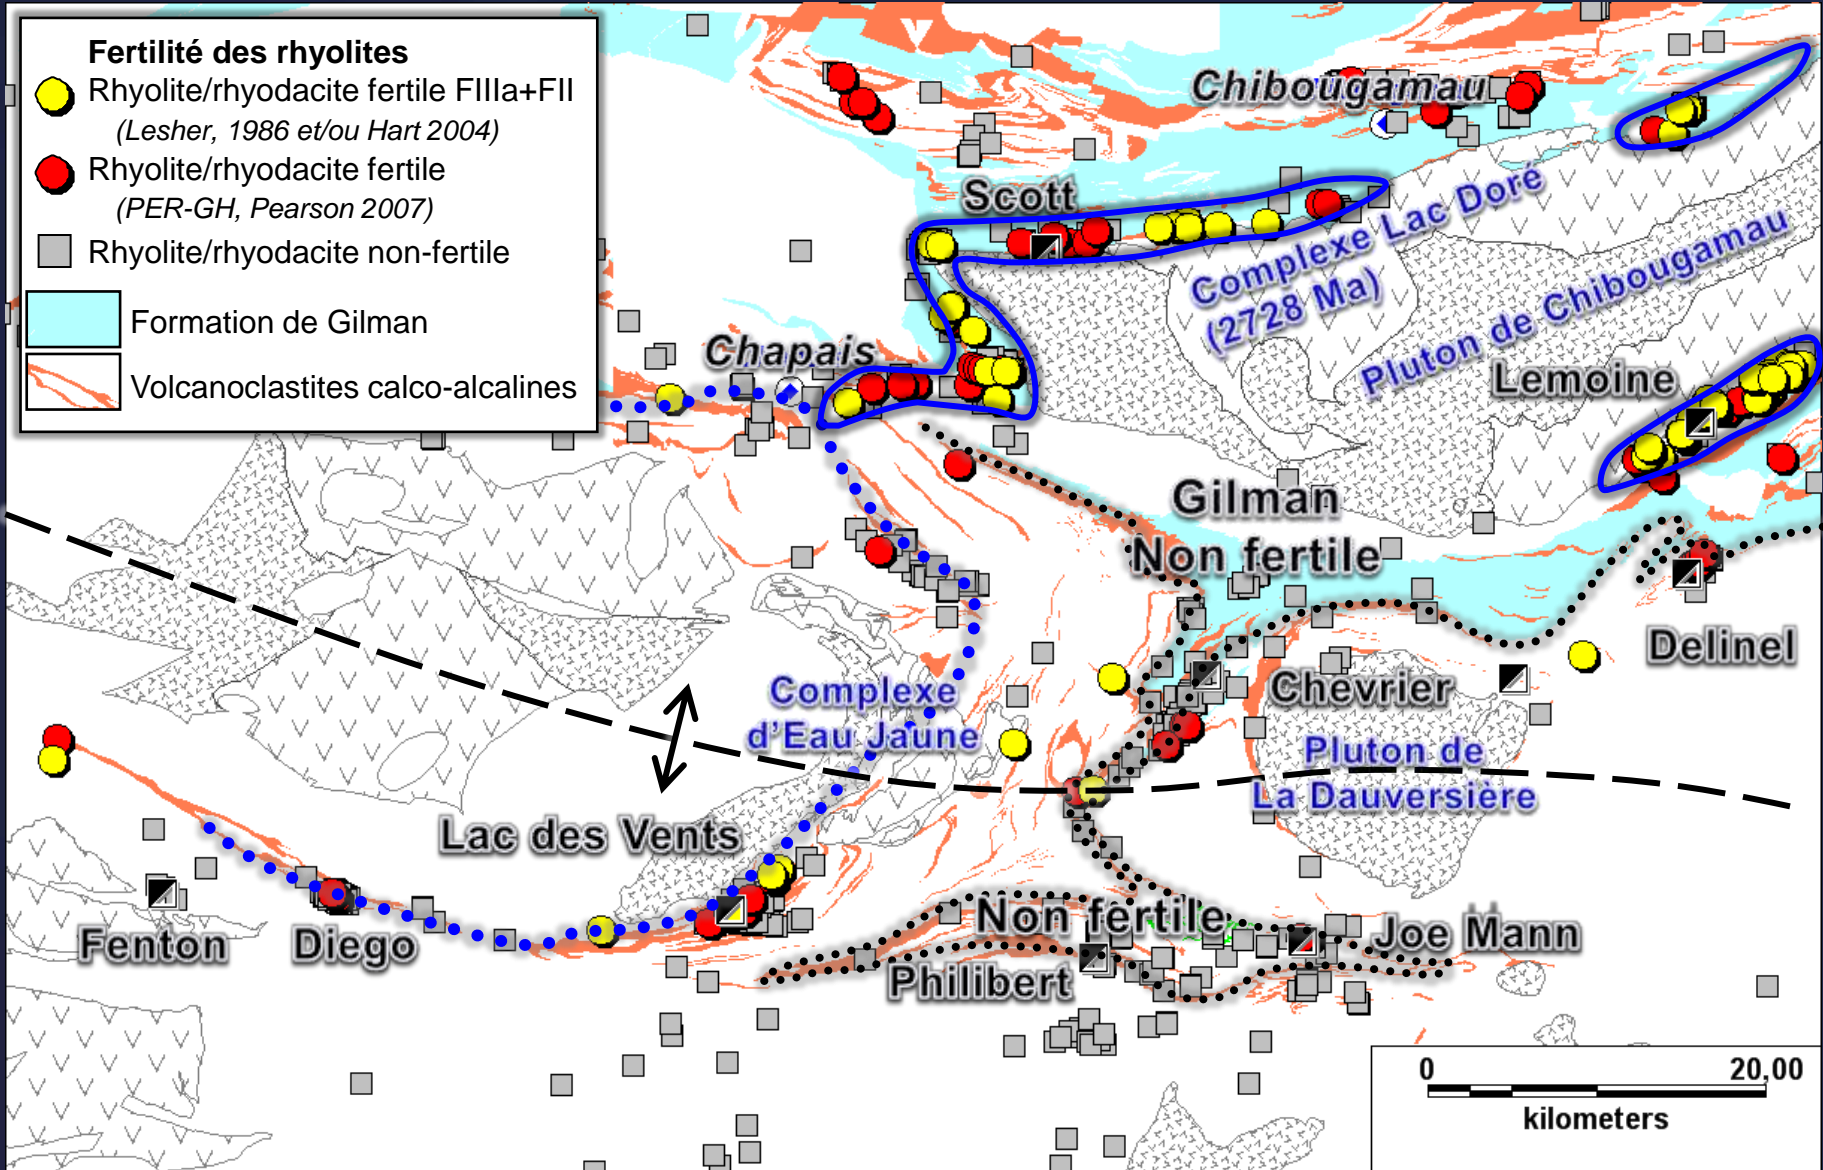 Fertilité des rhyolites
Rhyolite/rhyodacite fertile FIIIa+FII
(Lesher, 1986 et/ou Hart 2004)
Rhyolite/rhyodacite fertile
(PER-GH, Pearson 2007)
Rhyolite/rhyodacite non-fertile
Formation de Gilman
Volcanoclastites calco-alcalines
Chibougamau
Scott
Complexe Lac Doré
(2728 Ma)
Pluton de Chibougamau
Chapais
Lemoine
Gilman
Non fertile
Delinel
Complexe
d'Eau Jaune
Chevrier
Pluton de
La Dauversière
Lac des Vents
Fenton
Diego
Non fertile
Joe Mann
Philibert
0 20,00
kilometers